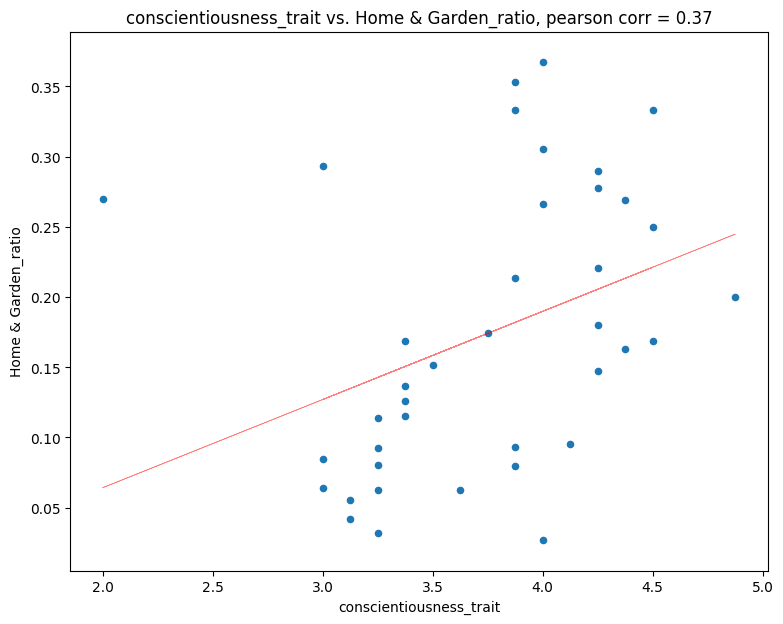 conscientiousness_trait vs. Home & Garden_ratio, pearson corr = 0.37
Home & Garden_ratio
0.35
0.30
0.25
0.20
0.15
0.10
0.05
2.0 2.5 3.0 3.5 4.0 4.5 5.0
conscientiousness_trait